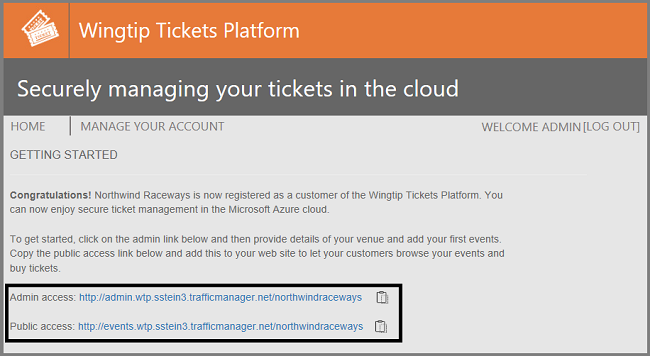 Wingtip Tickets Platform
Securely managing your tickets in the cloud
HOME MANAGE YOUR ACCOUNT WELCOME ADMIN [LOG OUT]
GETTING STARTED
Congratulations! Northwind Raceways is now registered as a customer of the Wingtip Tickets Platform. You
can now enjoy secure ticket management in the Microsoft Azure cloud.
To get started, click on the admin link below and then provide details of your venue and add your first events.
Copy the public access link below and add this to your web site to let your customers browse your events and
buy tickets.
Admin access: http://admin.wtp.sstein3.trafficmanager.net/northwindraceways
Public access: http://events.wtp.sstein3.trafficmanager.net/northwindraceways